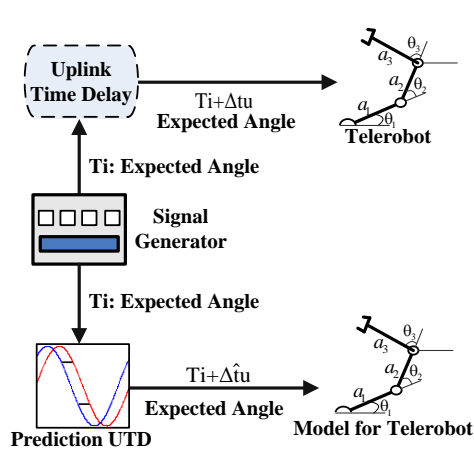 Uplink
Time Delay
Ti+Δtu
Expected Angle
θ3
a3
a2
θ2
a1
θ1
Telerobot
Ti: Expected Angle
Signal
Generator
Ti: Expected Angle
Ti+Δt̂u
Expected Angle
θ3
a3
a2
θ2
a1
θ1
Prediction UTD
Model for Telerobot